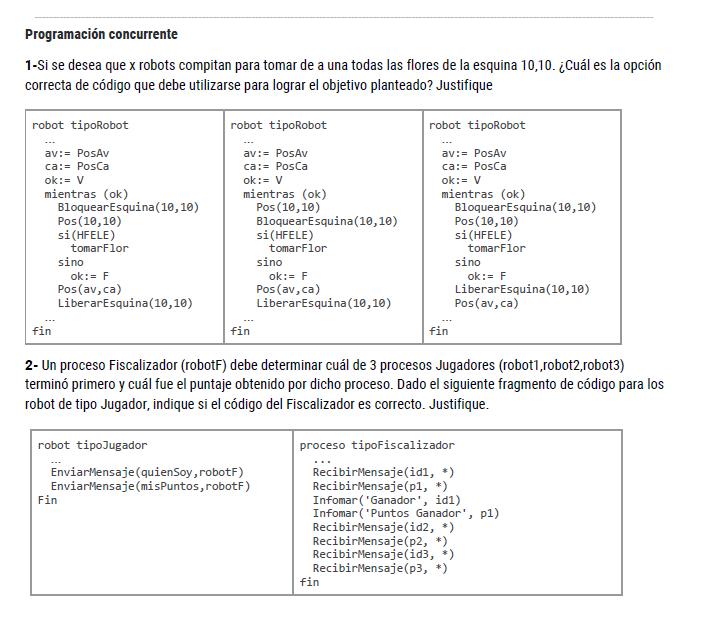 Programación concurrente
1-Si se desea que x robots compitan para tomar de a una todas las flores de la esquina 10,10. ¿Cuál es la opción
correcta de código que debe utilizarse para lograr el objetivo planteado? Justifique
robot tipoRobot
...
av:= PosAv
ca:= PosCa
ok:= V
mientras (ok)
BloquearEsquina(10,10)
Pos(10,10)
si(HFELE)
tomarFlor
sino
ok:= F
Pos(av,ca)
LiberarEsquina(10,10)
...
fin
robot tipoRobot
...
av:= PosAv
ca:= PosCa
ok:= V
mientras (ok)
Pos(10,10)
BloquearEsquina(10,10)
si(HFELE)
tomarFlor
sino
ok:= F
Pos(av,ca)
LiberarEsquina(10,10)
...
fin
robot tipoRobot
...
av:= PosAv
ca:= PosCa
ok:= V
mientras (ok)
BloquearEsquina(10,10)
Pos(10,10)
si(HFELE)
tomarFlor
sino
ok:= F
LiberarEsquina(10,10)
Pos(av,ca)
...
fin
2- Un proceso Fiscalizador (robotF) debe determinar cuál de 3 procesos Jugadores (robot1,robot2,robot3)
terminó primero y cuál fue el puntaje obtenido por dicho proceso. Dado el siguiente fragmento de código para los
robot de tipo Jugador, indique si el código del Fiscalizador es correcto. Justifique.
robot tipoJugador
...
EnviarMensaje(quienSoy,robotF)
EnviarMensaje(misPuntos,robotF)
Fin
proceso tipoFiscalizador
...
RecibirMensaje(id1, *)
RecibirMensaje(p1, *)
Infomar('Ganador', id1)
Infomar('Puntos Ganador', p1)
RecibirMensaje(id2, *)
RecibirMensaje(p2, *)
RecibirMensaje(id3, *)
RecibirMensaje(p3, *)
fin